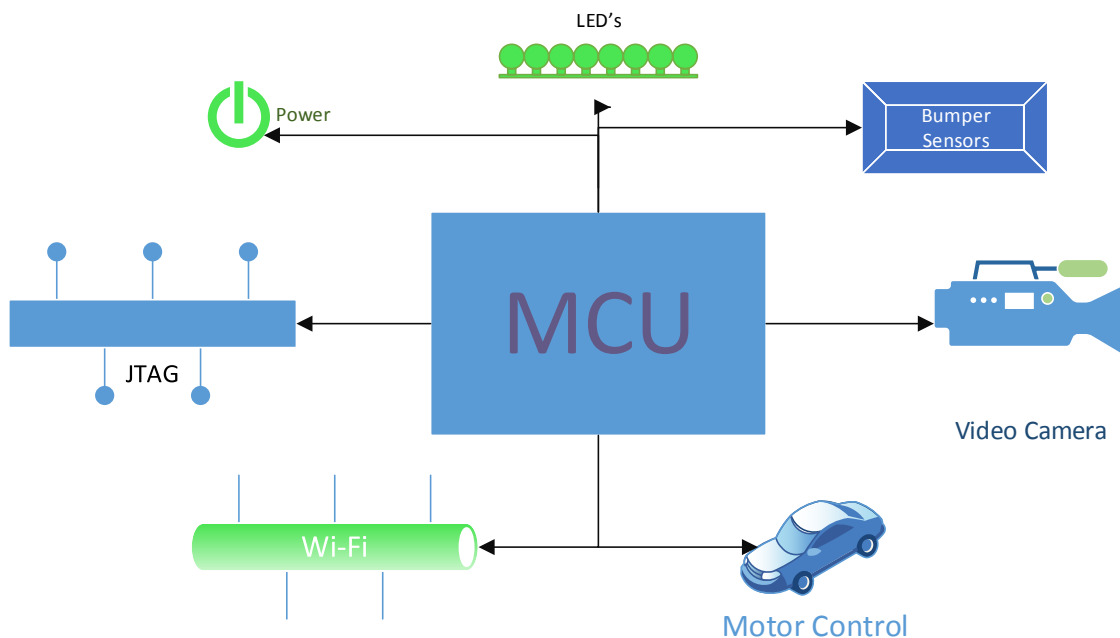 LED's
Power
Bumper
Sensors
MCU
JTAG
Video Camera
Wi-Fi
Motor Control